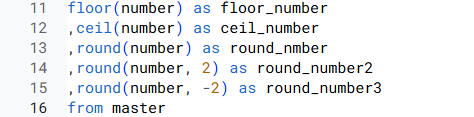 11 floor(number) as floor_number
12 ,ceil(number) as ceil_number
13 ,round(number) as round_nmber
14 ,round(number, 2) as round_number2
15 ,round(number, -2) as round_number3
16 from master